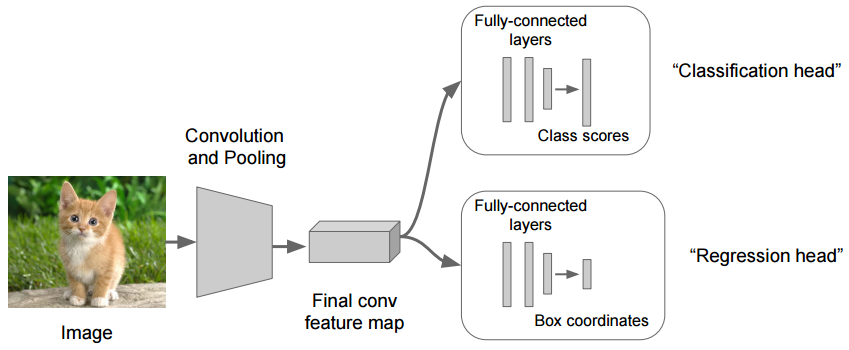 Image
Convolution
and Pooling
Final conv
feature map
Fully-connected
layers
Class scores
“Classification head”
Fully-connected
layers
Box coordinates
“Regression head”